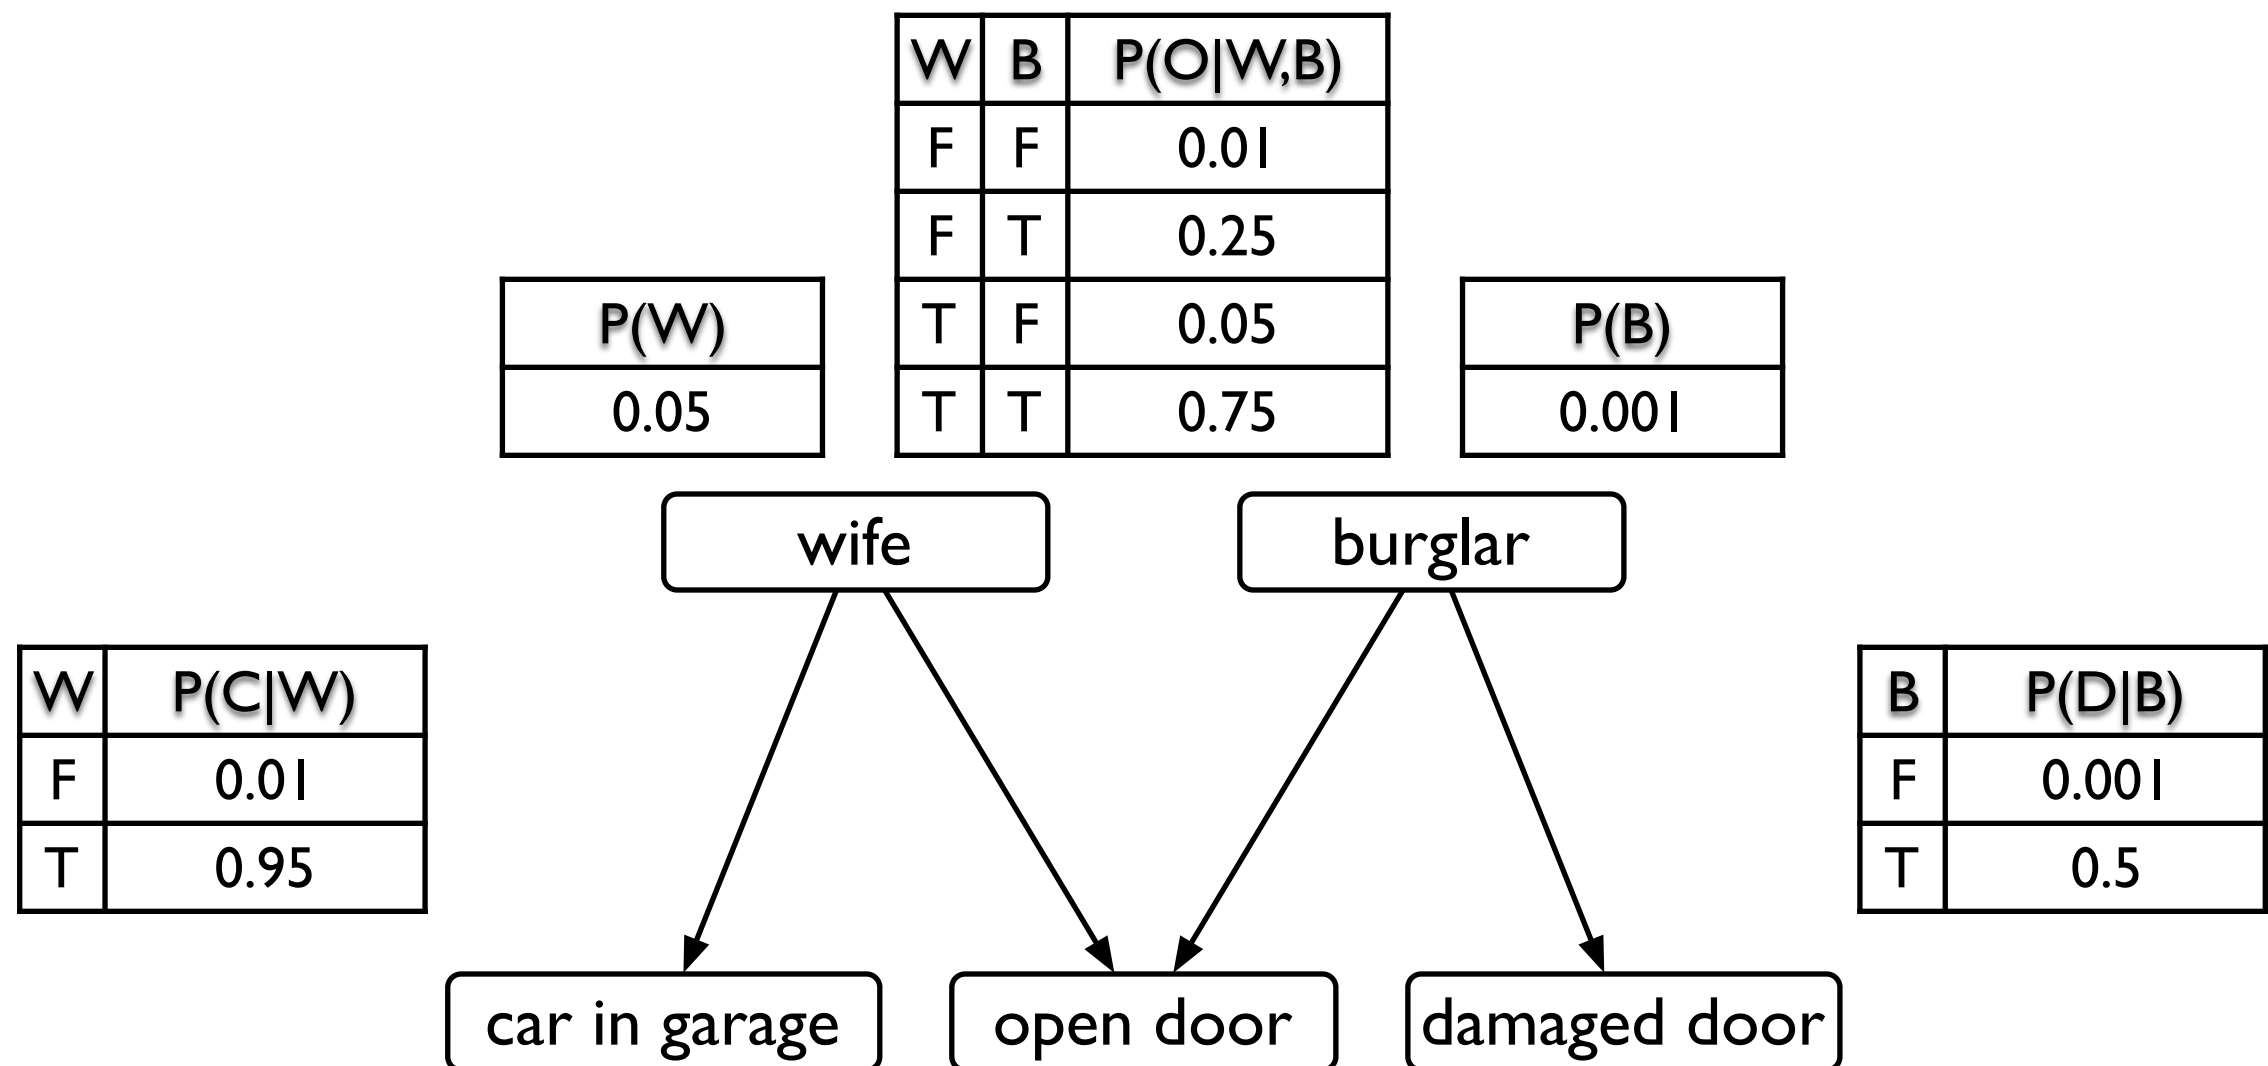 W B P(O|W,B)
F F 0.01
F T 0.25
T F 0.05
T T 0.75
P(W)
0.05
P(B)
0.001
wife
burglar
W P(C|W)
F 0.01
T 0.95
B P(D|B)
F 0.001
T 0.5
car in garage
open door
damaged door